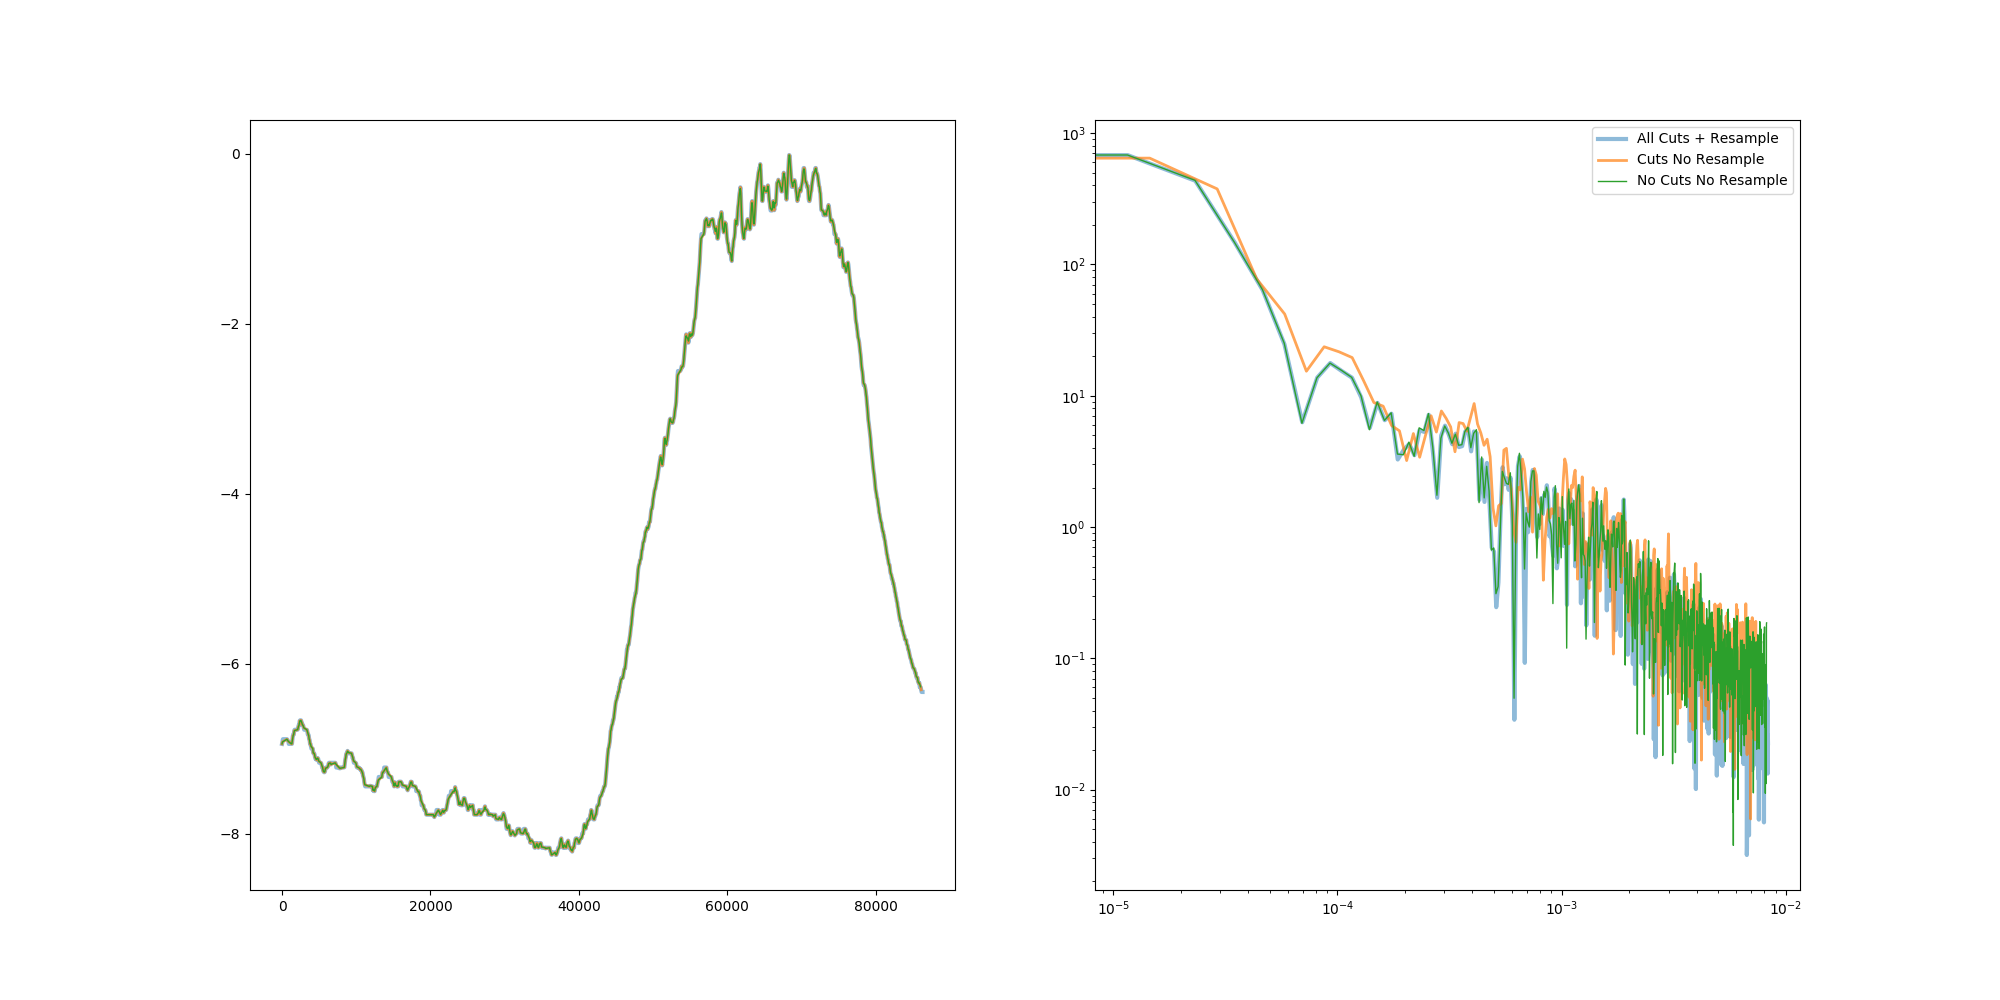 0
−2
−4
−6
−8
0 20000 40000 60000 80000
10³
10²
10¹
10⁰
10⁻¹
10⁻²
10⁻⁵ 10⁻⁴ 10⁻³ 10⁻²
All Cuts + Resample
Cuts No Resample
No Cuts No Resample